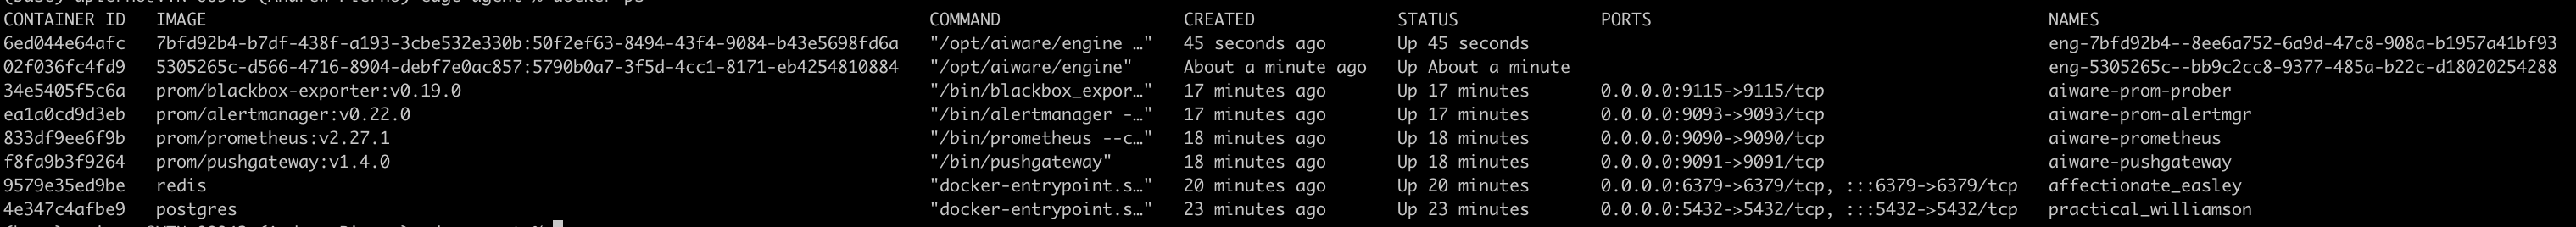 CONTAINER ID IMAGE COMMAND CREATED STATUS PORTS NAMES
6ed044e64afc 7bfd92b4-b7df-438f-a193-3cbe532e330b:50f2ef63-8494-43f4-9084-b43e5698fd6a "/opt/aiware/engine …" 45 seconds ago Up 45 seconds eng-7bfd92b4--8ee6a752-6a9d-47c8-908a-b1957a41bf93
02f036fc4fd9 5305265c-d566-4716-8904-debf7e0ac857:5790b0a7-3f5d-4cc1-8171-eb4254810884 "/opt/aiware/engine" About a minute ago Up About a minute eng-5305265c--bb9c2cc8-9377-485a-b22c-d18020254288
34e5405f5c6a prom/blackbox-exporter:v0.19.0 "/bin/blackbox_expor…" 17 minutes ago Up 17 minutes 0.0.0.0:9115->9115/tcp aiware-prom-prober
ea1a0cd9d3eb prom/alertmanager:v0.22.0 "/bin/alertmanager -…" 17 minutes ago Up 17 minutes 0.0.0.0:9093->9093/tcp aiware-prom-alertmgr
833df9ee6f9b prom/prometheus:v2.27.1 "/bin/prometheus --c…" 18 minutes ago Up 18 minutes 0.0.0.0:9090->9090/tcp aiware-prometheus
f8fa9b3f9264 prom/pushgateway:v1.4.0 "/bin/pushgateway" 18 minutes ago Up 18 minutes 0.0.0.0:9091->9091/tcp aiware-pushgateway
9579e35ed9be redis "docker-entrypoint.s…" 20 minutes ago Up 20 minutes 0.0.0.0:6379->6379/tcp, :::6379->6379/tcp affectionate_easley
4e347c4afbe9 postgres "docker-entrypoint.s…" 23 minutes ago Up 23 minutes 0.0.0.0:5432->5432/tcp, :::5432->5432/tcp practical_williamson